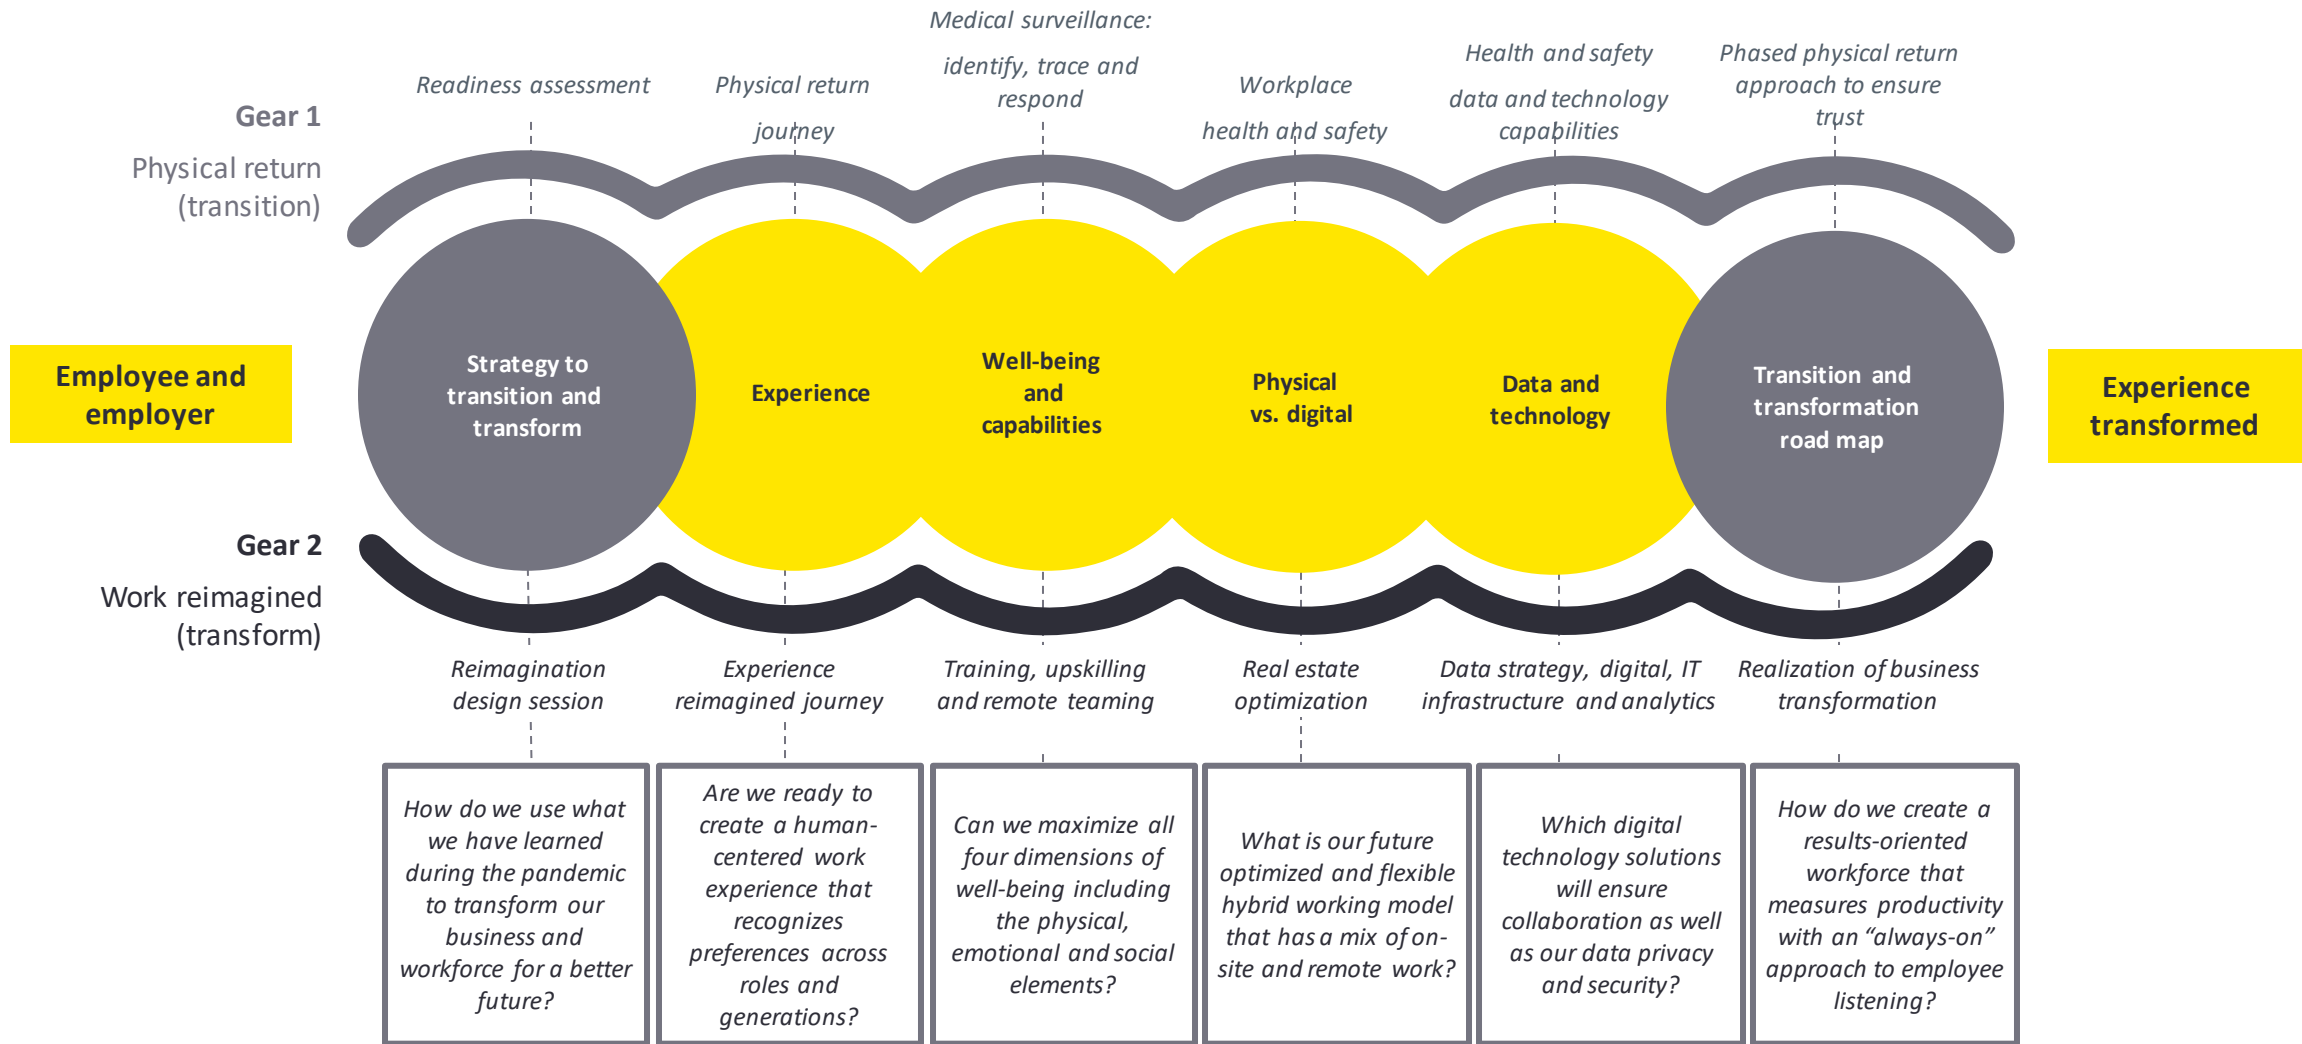 Gear 1
Physical return
(transition)
Readiness assessment
Physical return
journey
Medical surveillance:
identify, trace and
respond
Workplace
health and safety
Health and safety
data and technology
capabilities
Phased physical return
approach to ensure
trust
Employee and
employer
Strategy to
transition and
transform
Experience
Well-being
and
capabilities
Physical
vs. digital
Data and
technology
Transition and
transformation
road map
Experience
transformed
Gear 2
Work reimagined
(transform)
Reimagination
design session
Experience
reimagined journey
Training, upskilling
and remote teaming
Real estate
optimization
Data strategy, digital, IT
infrastructure and analytics
Realization of business
transformation
How do we use what
we have learned
during the pandemic
to transform our
business and
workforce for a better
future?
Are we ready to
create a human-
centered work
experience that
recognizes
preferences across
roles and
generations?
Can we maximize all
four dimensions of
well-being including
the physical,
emotional and social
elements?
What is our future
optimized and flexible
hybrid working model
that has a mix of on-
site and remote work?
Which digital
technology solutions
will ensure
collaboration as well
as our data privacy
and security?
How do we create a
results-oriented
workforce that
measures productivity
with an “always-on”
approach to employee
listening?